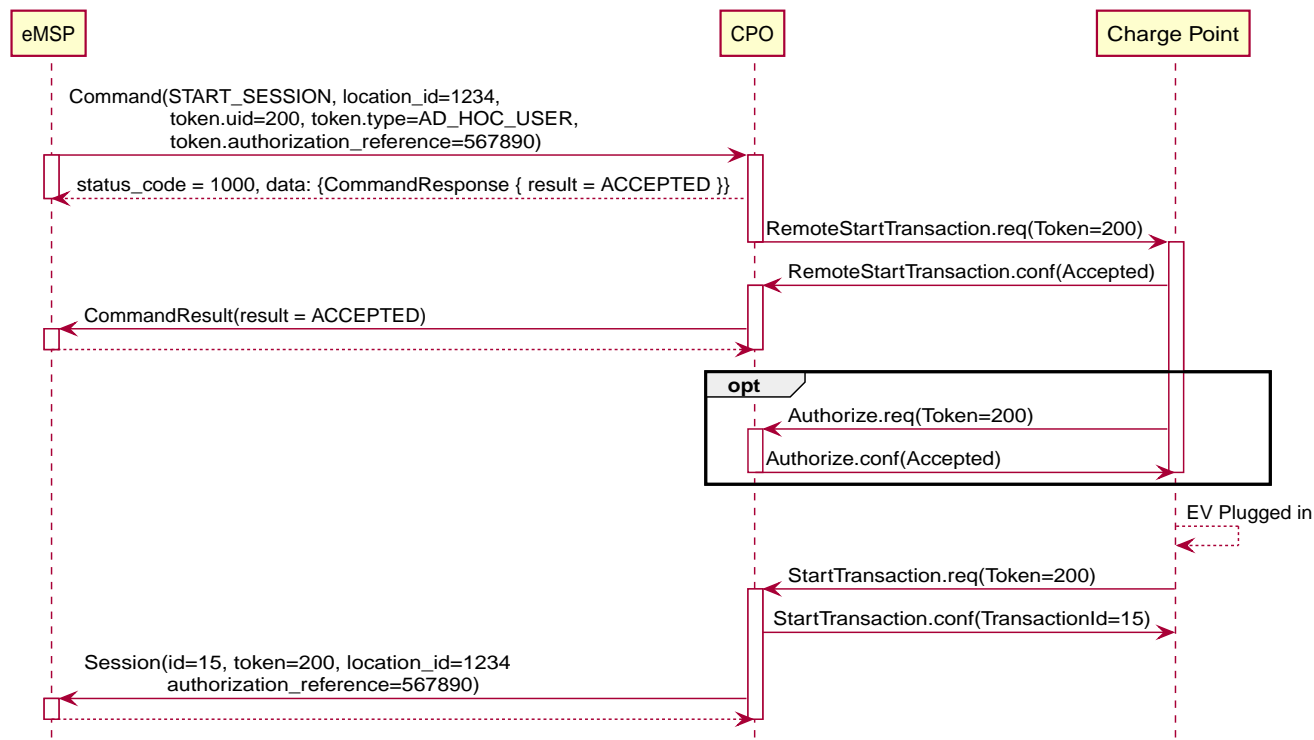 eMSP
CPO
Charge Point
Command(START_SESSION, location_id=1234,
token.uid=200, token.type=AD_HOC_USER,
token.authorization_reference=567890)
status_code = 1000, data: {CommandResponse { result = ACCEPTED }}
RemoteStartTransaction.req(Token=200)
RemoteStartTransaction.conf(Accepted)
CommandResult(result = ACCEPTED)
opt
Authorize.req(Token=200)
Authorize.conf(Accepted)
EV Plugged in
StartTransaction.req(Token=200)
StartTransaction.conf(TransactionId=15)
Session(id=15, token=200, location_id=1234
authorization_reference=567890)